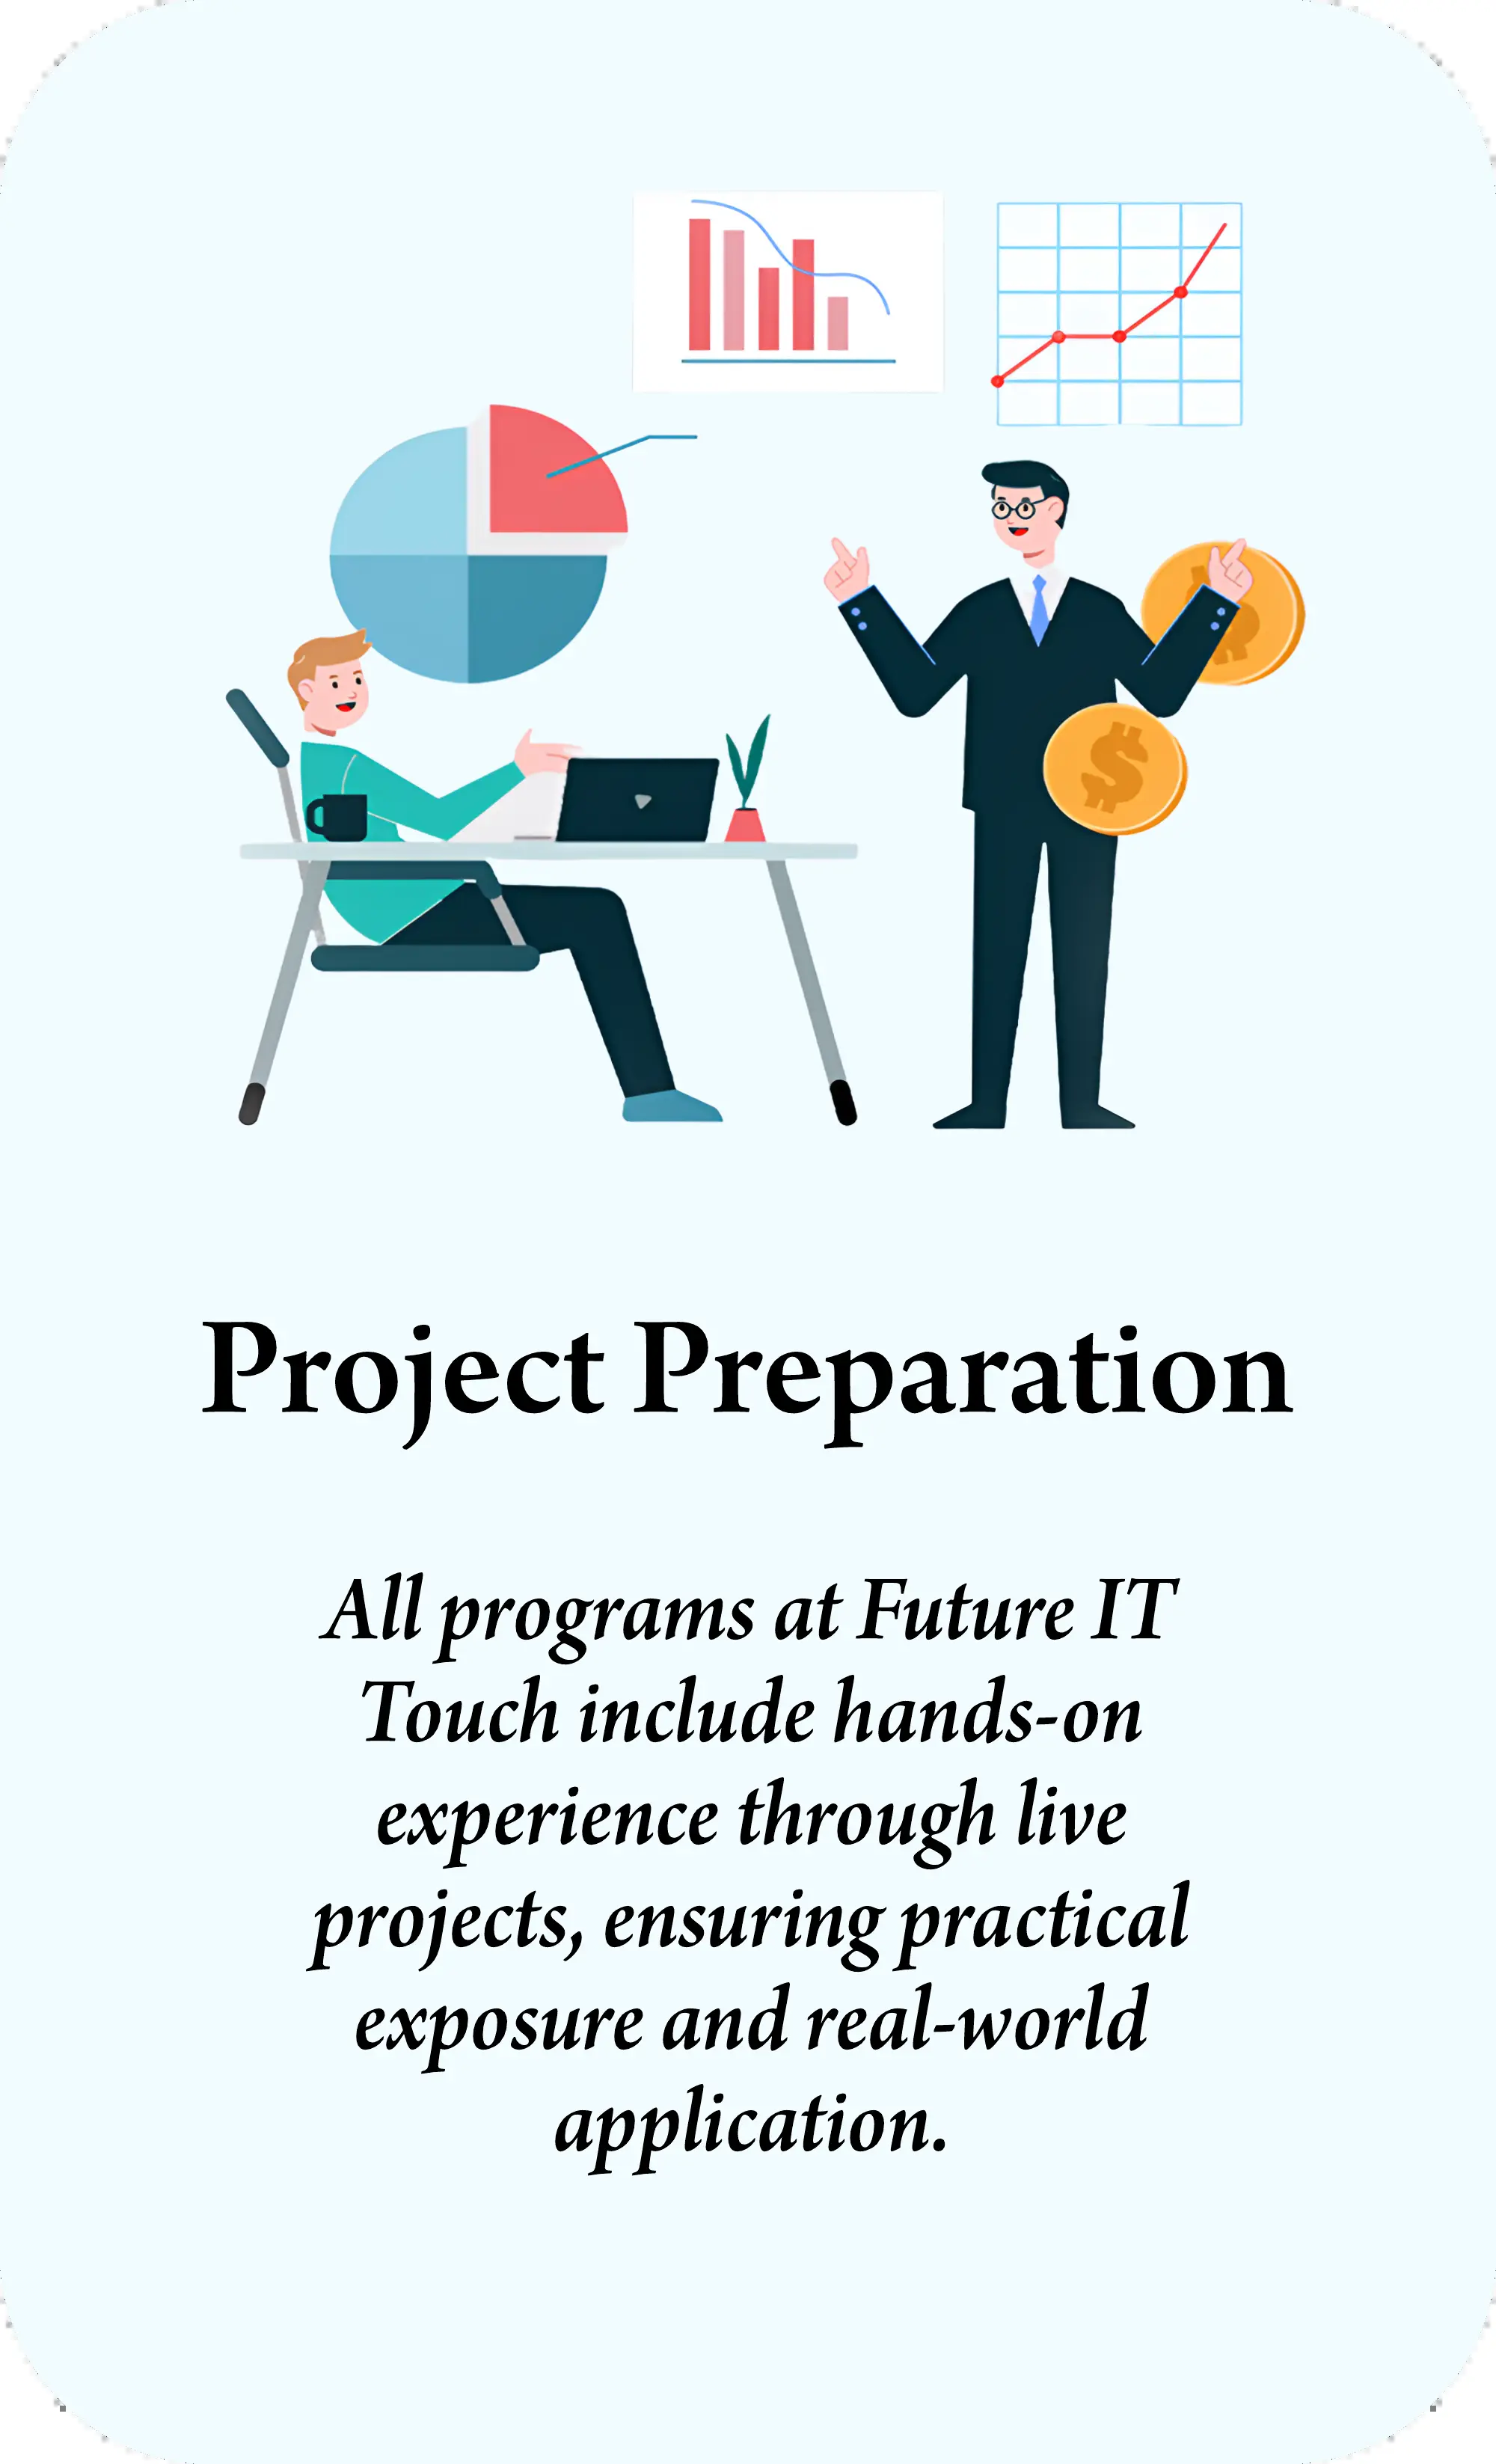 Project Preparation
All programs at Future IT
Touch include hands-on
experience through live
projects, ensuring practical
exposure and real-world
application.
$